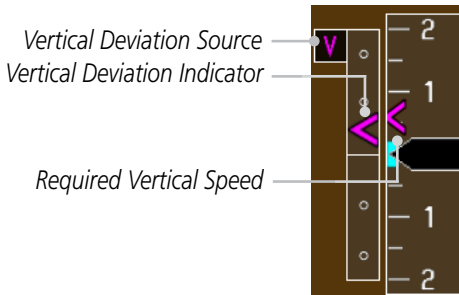 Vertical Deviation Source
V
2
Vertical Deviation Indicator
1
Required Vertical Speed
1
2